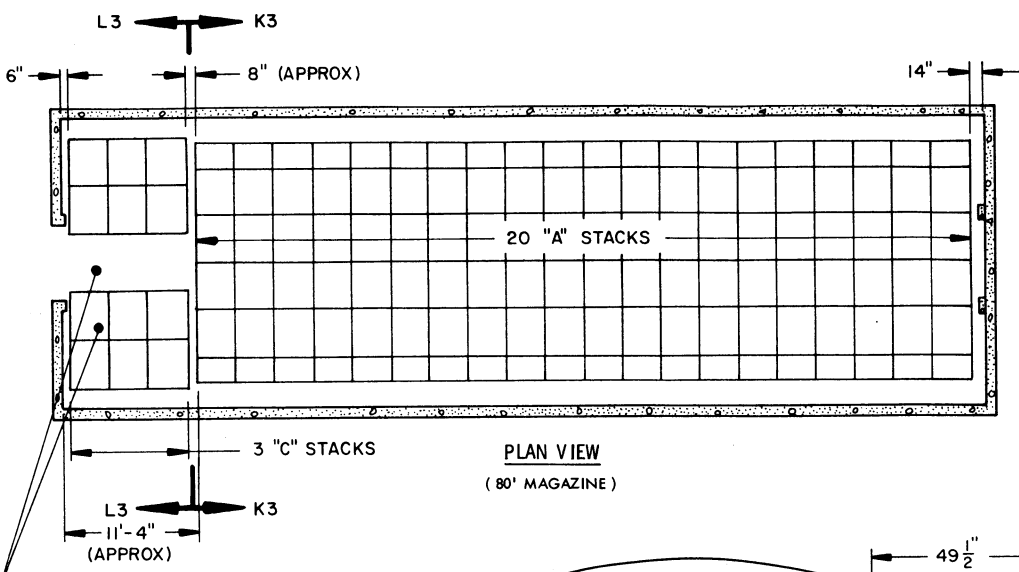 L3 K3
6" 8" (APPROX) 14"
20 "A" STACKS
3 "C" STACKS
PLAN VIEW
(80' MAGAZINE)
L3 K3
11'-4"
(APPROX)
49 1/2"